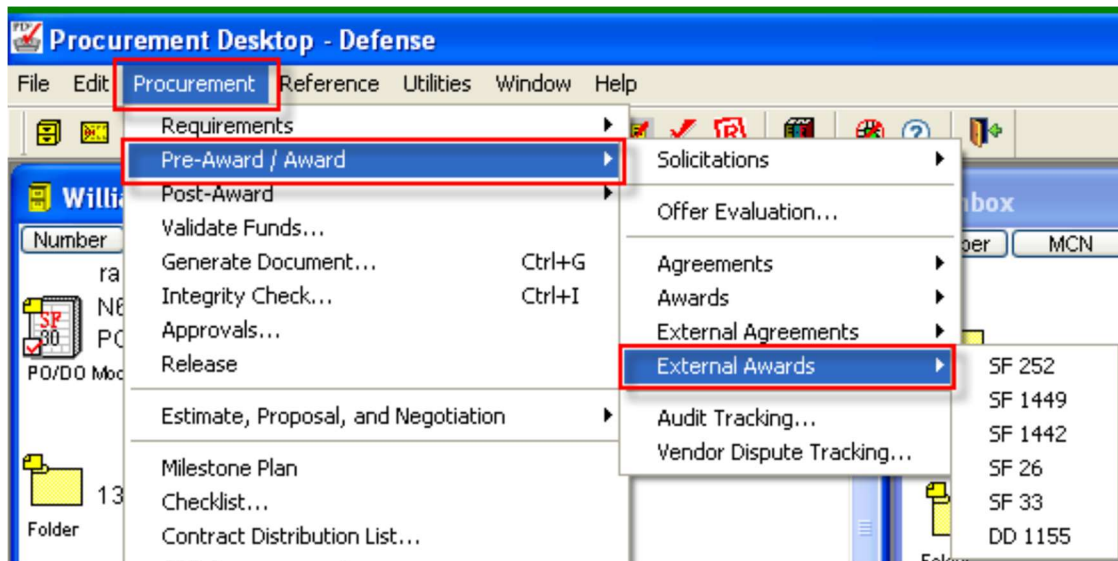 Procurement Desktop - Defense
File Edit Procurement Reference Utilities Window Help
Requirements
Pre-Award / Award
Post-Award
Validate Funds...
Generate Document... Ctrl+G
Integrity Check... Ctrl+I
Approvals...
Release
Estimate, Proposal, and Negotiation
Milestone Plan
Checklist...
Contract Distribution List...
Solicitations
Offer Evaluation...
Agreements
Awards
External Agreements
External Awards
Audit Tracking...
Vendor Dispute Tracking...
SF 252
SF 1449
SF 1442
SF 26
SF 33
DD 1155
Number
SF
30
PO/DO
13
Folder
MCN